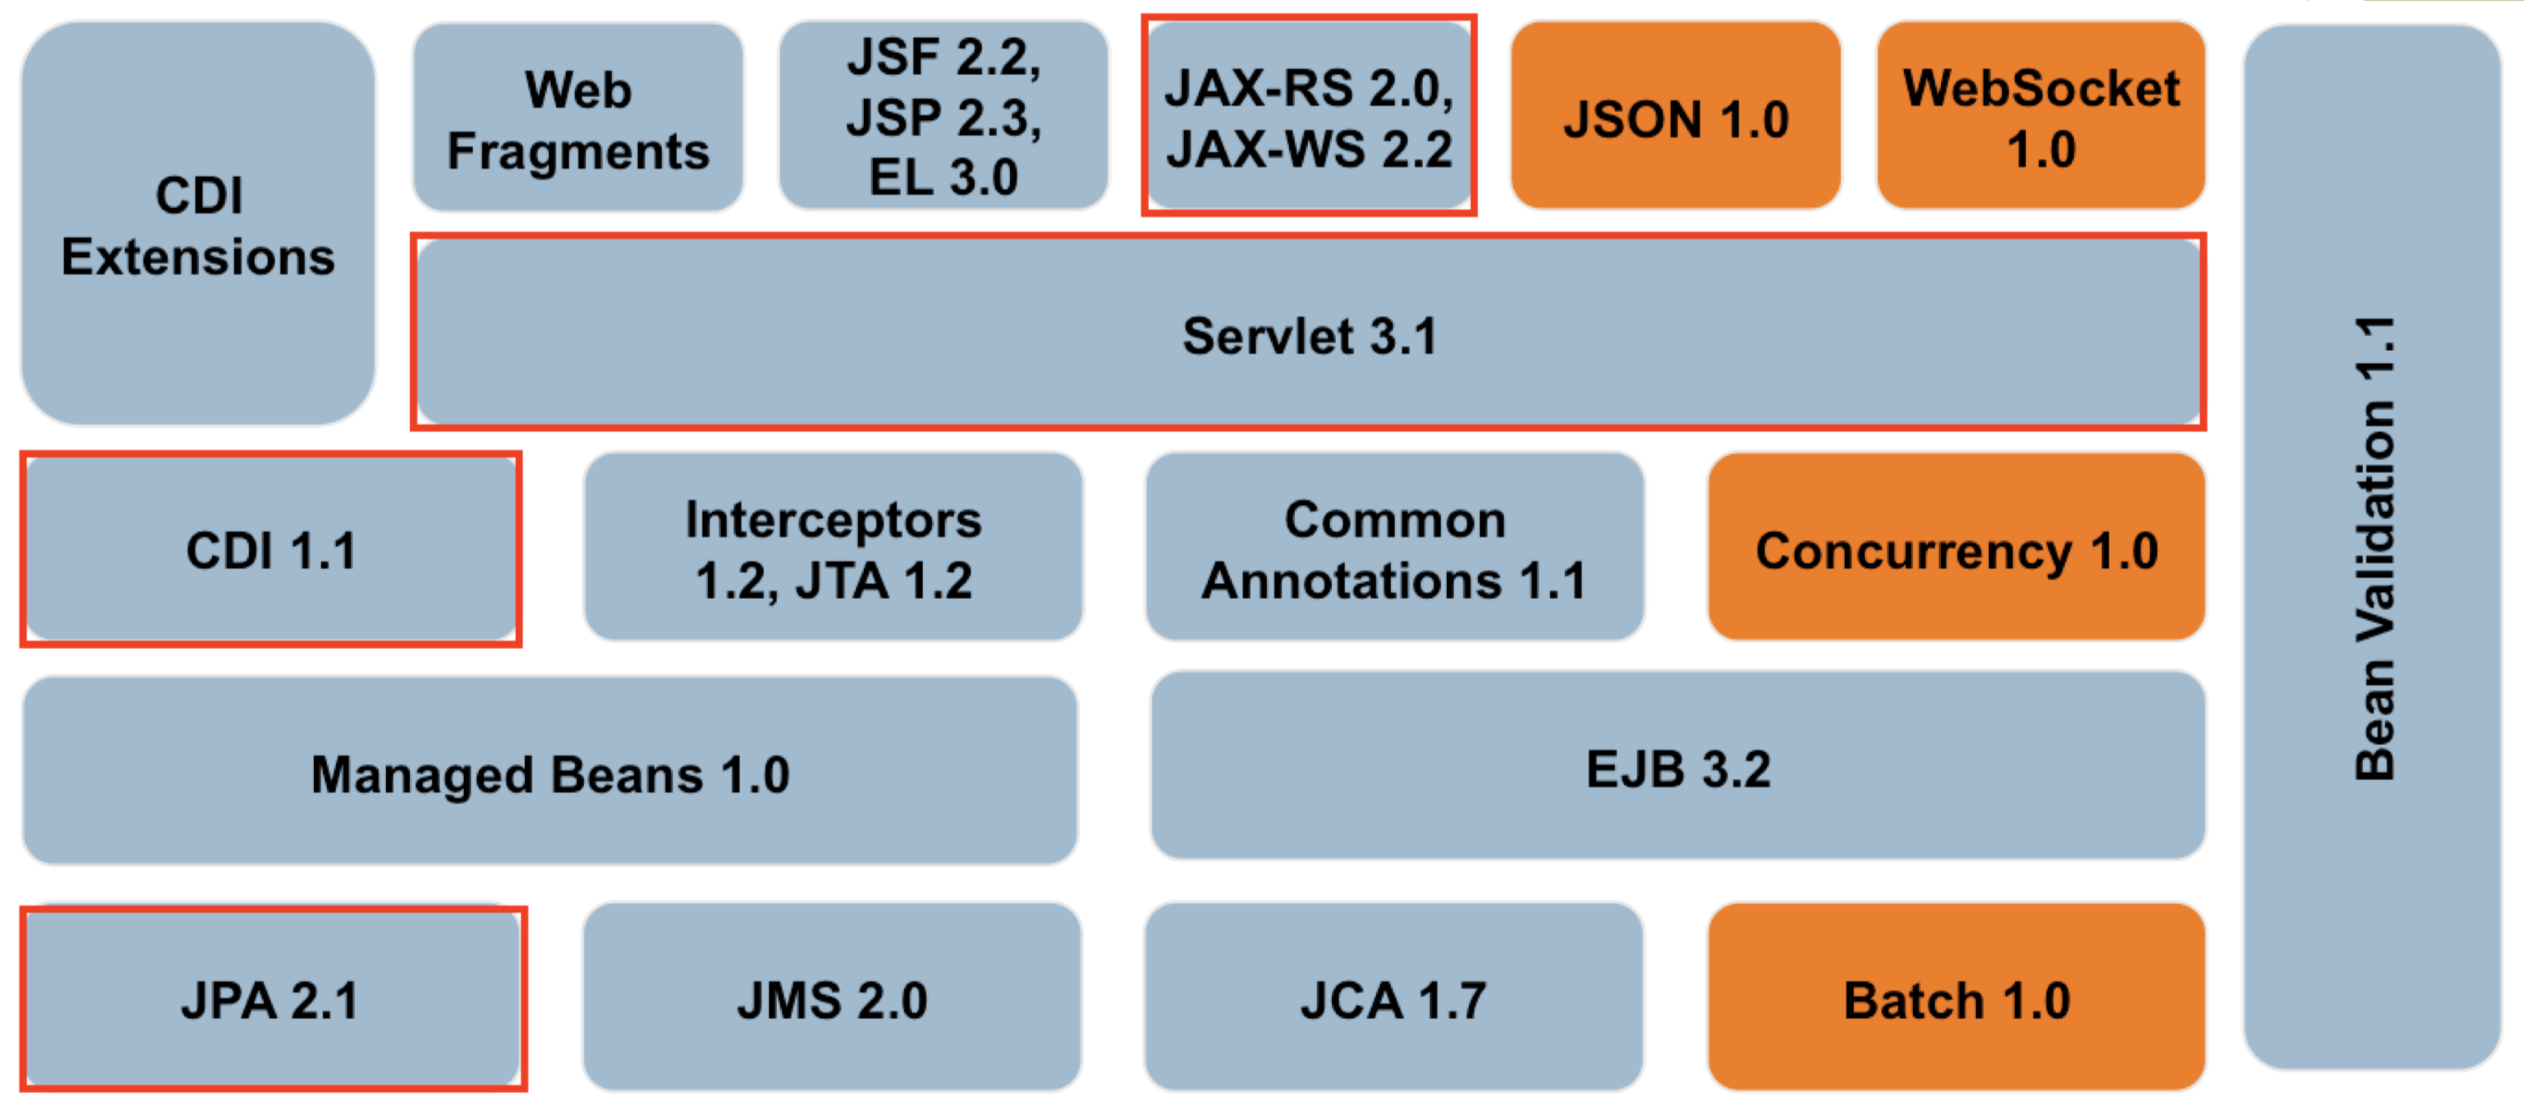 CDI
Extensions
Web
Fragments
JSF 2.2,
JSP 2.3,
EL 3.0
JAX-RS 2.0,
JAX-WS 2.2
JSON 1.0
WebSocket
1.0
Servlet 3.1
Bean Validation 1.1
CDI 1.1
Interceptors
1.2, JTA 1.2
Common
Annotations 1.1
Concurrency 1.0
Managed Beans 1.0
EJB 3.2
JPA 2.1
JMS 2.0
JCA 1.7
Batch 1.0